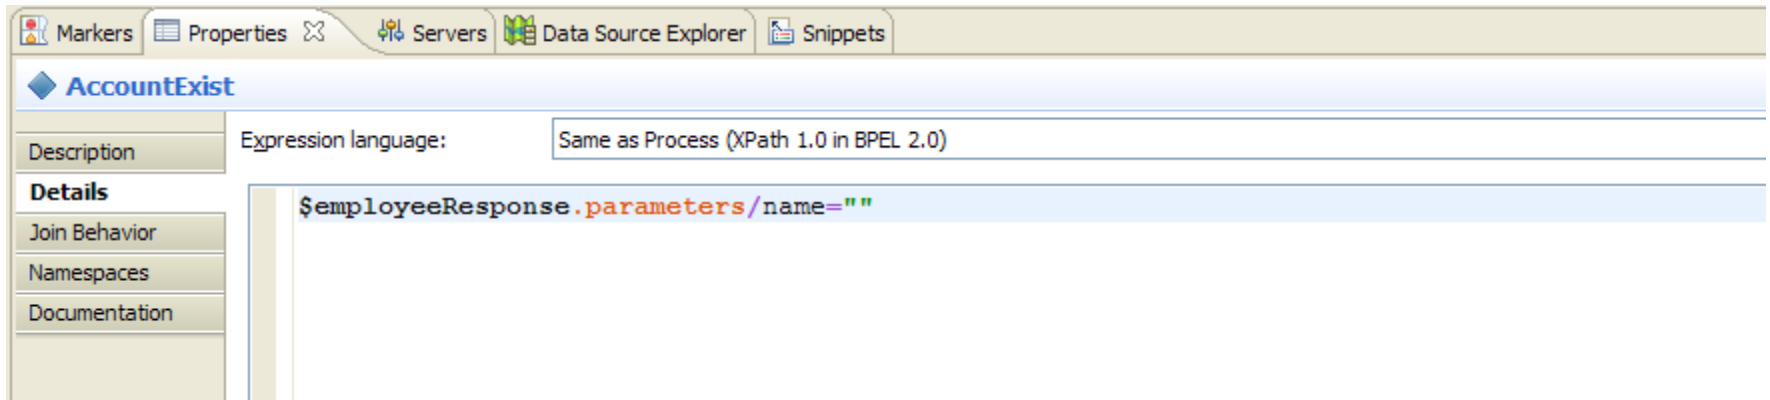 Markers Properties Servers Data Source Explorer Snippets
AccountExist
Expression language: Same as Process (XPath 1.0 in BPEL 2.0)
Description
Details
$employeeResponse.parameters/name=""
Join Behavior
Namespaces
Documentation